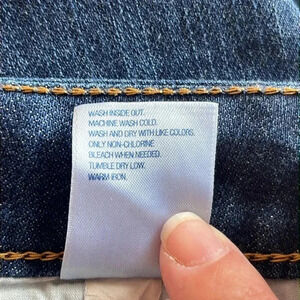 WASH INSIDE OUT.
MACHINE WASH COLD.
WASH AND DRY WITH LIKE COLORS.
ONLY NON-CHLORINE
BLEACH WHEN NEEDED.
TUMBLE DRY LOW.
WARM IRON.